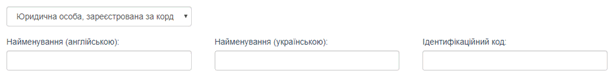 Юридична особа, зареєстрована за корд
Найменування (англійською):
Найменування (українською):
Ідентифікаційний код: